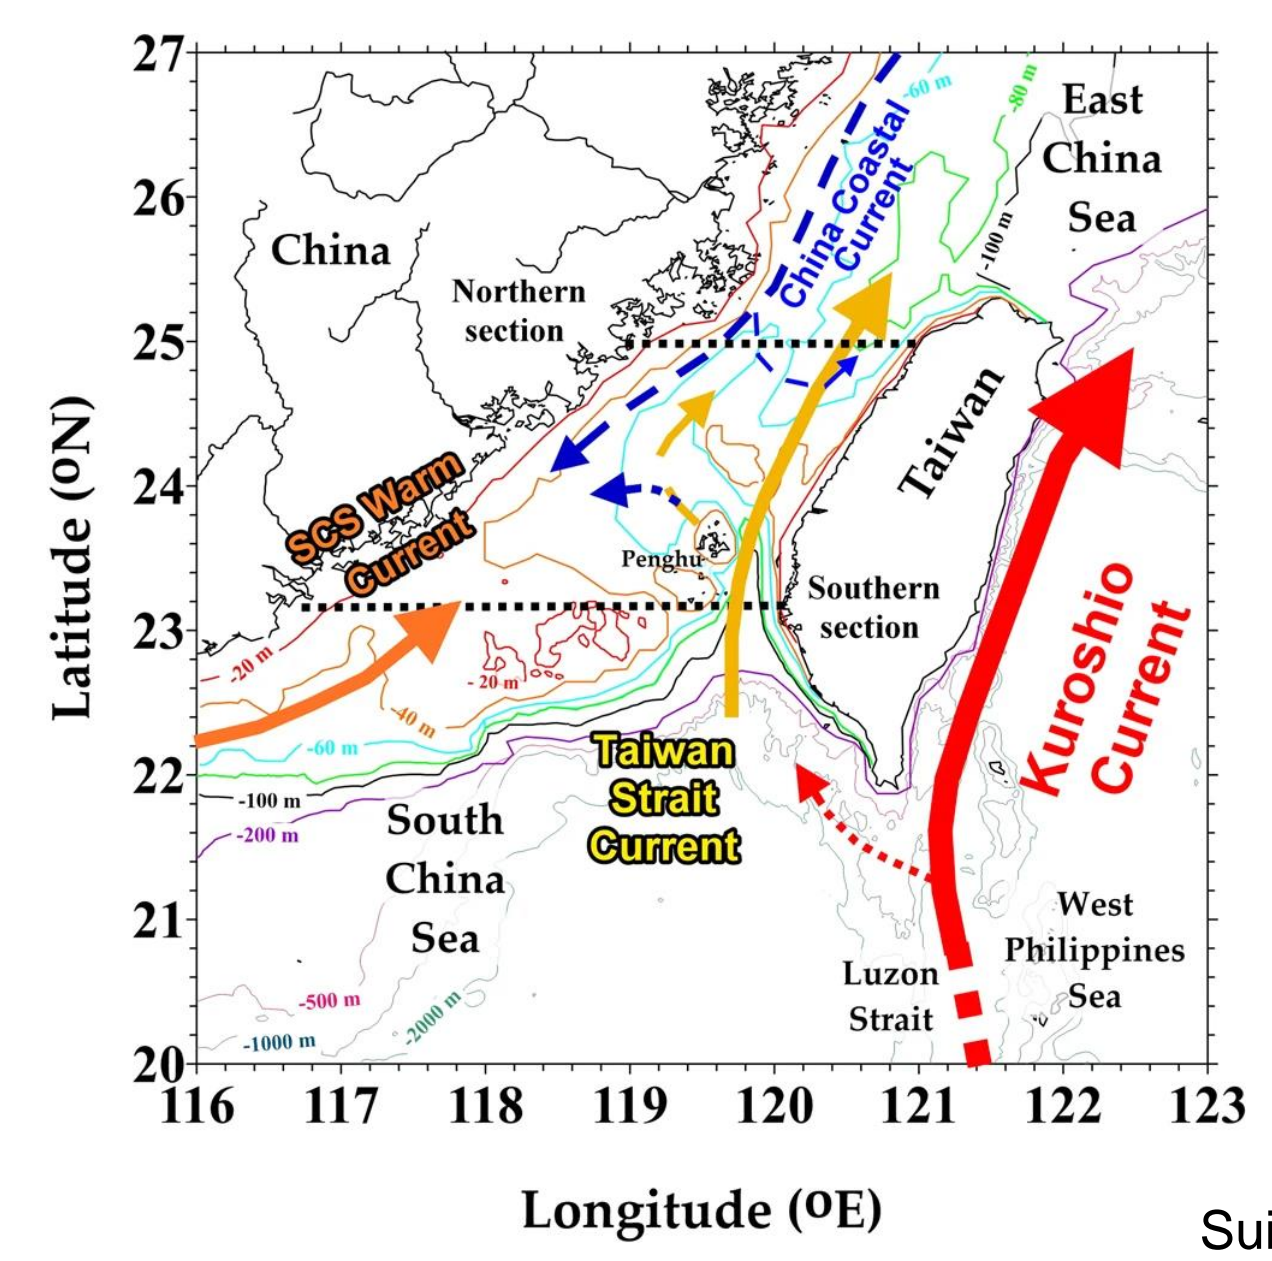 27
26
25
24
23
22
21
20
Latitude (ºN)
116
117
118
119
120
121
122
123
Longitude (ºE)
China
Northern
section
East
China
Sea
-60 m
-80 m
-100 m
China Coastal
Current
Taiwan
SCS Warm
Current
Penghu
Southern
section
-20 m
- 20 m
-40 m
-60 m
-100 m
-200 m
Taiwan
Strait
Current
Kuroshio
Current
South
China
Sea
-500 m
-1000 m
-2000 m
Luzon
Strait
West
Philippines
Sea
Sui